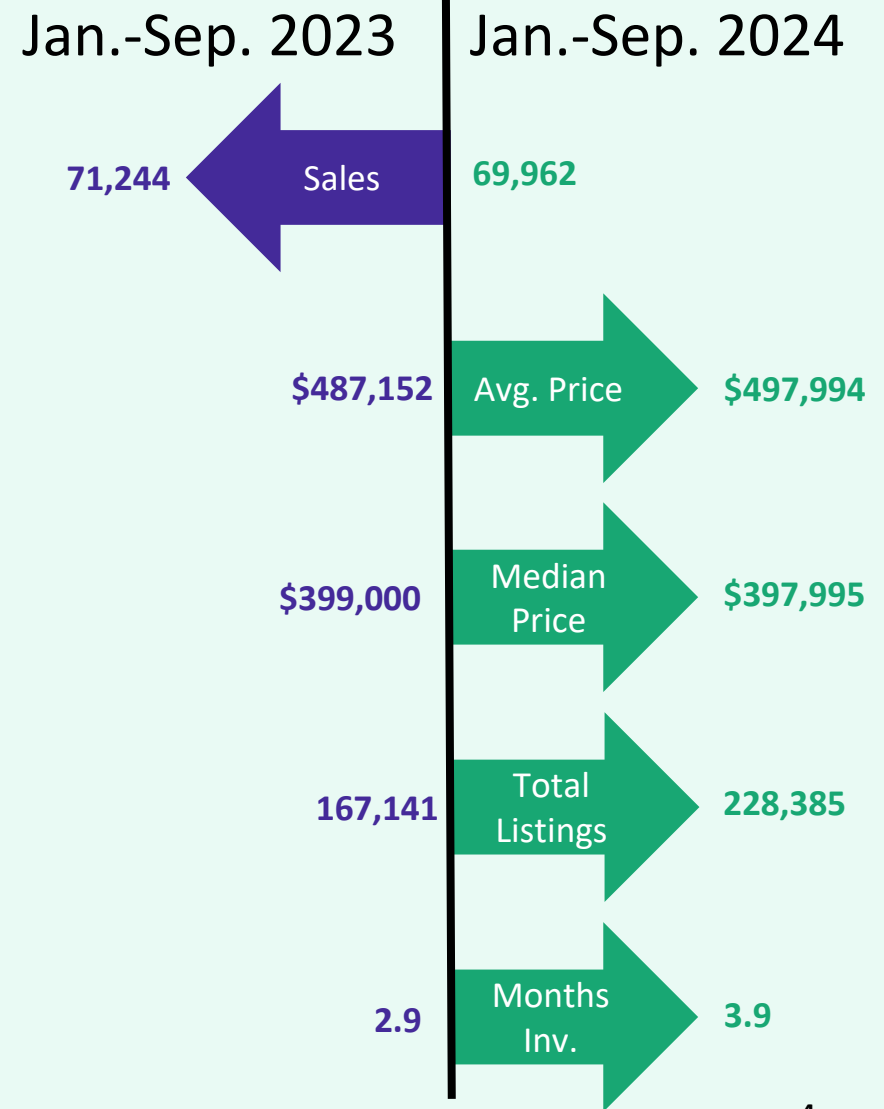 Jan.-Sep. 2023
Jan.-Sep. 2024
71,244
Sales
69,962
$487,152
Avg. Price
$497,994
$399,000
Median
Price
$397,995
167,141
Total
Listings
228,385
2.9
Months
Inv.
3.9